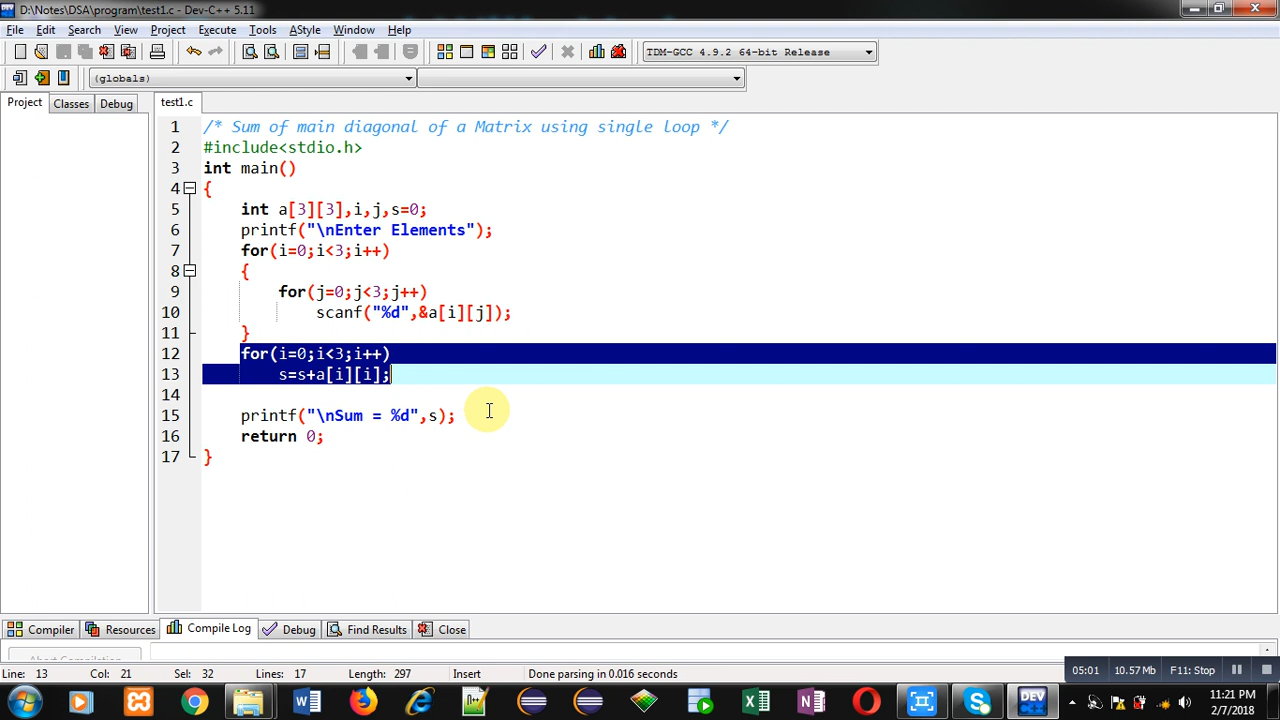 D:\Notes\DSA\program\test1.c - Dev-C++ 5.11
File Edit Search View Project Execute Tools AStyle Window Help
TDM-GCC 4.9.2 64-bit Release
(globals)
Project Classes Debug
test1.c
1 /* Sum of main diagonal of a Matrix using single loop */
2 #include<stdio.h>
3 int main()
4 {
5 int a[3][3],i,j,s=0;
6 printf("\nEnter Elements");
7 for(i=0;i<3;i++)
8 {
9 for(j=0;j<3;j++)
10 scanf("%d",&a[i][j]);
11 }
12 for(i=0;i<3;i++)
13 s=s+a[i][i];
14
15 printf("\nSum = %d",s);
16 return 0;
17 }
Compiler Resources Compile Log Debug Find Results Close
Abort Compilation
Line: 13 Col: 21 Sel: 32 Lines: 17 Length: 297 Insert Done parsing in 0.016 seconds
05:01 10.57 Mb F11: Stop
DEV
11:21 PM
2/7/2018